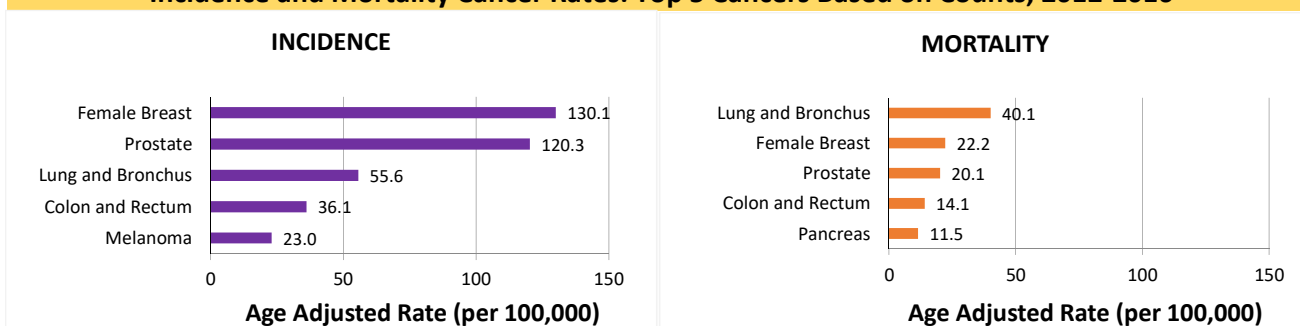 INCIDENCE
Female Breast 130.1
Prostate 120.3
Lung and Bronchus 55.6
Colon and Rectum 36.1
Melanoma 23.0
0 50 100 150
Age Adjusted Rate (per 100,000)
MORTALITY
Lung and Bronchus 40.1
Female Breast 22.2
Prostate 20.1
Colon and Rectum 14.1
Pancreas 11.5
0 50 100 150
Age Adjusted Rate (per 100,000)